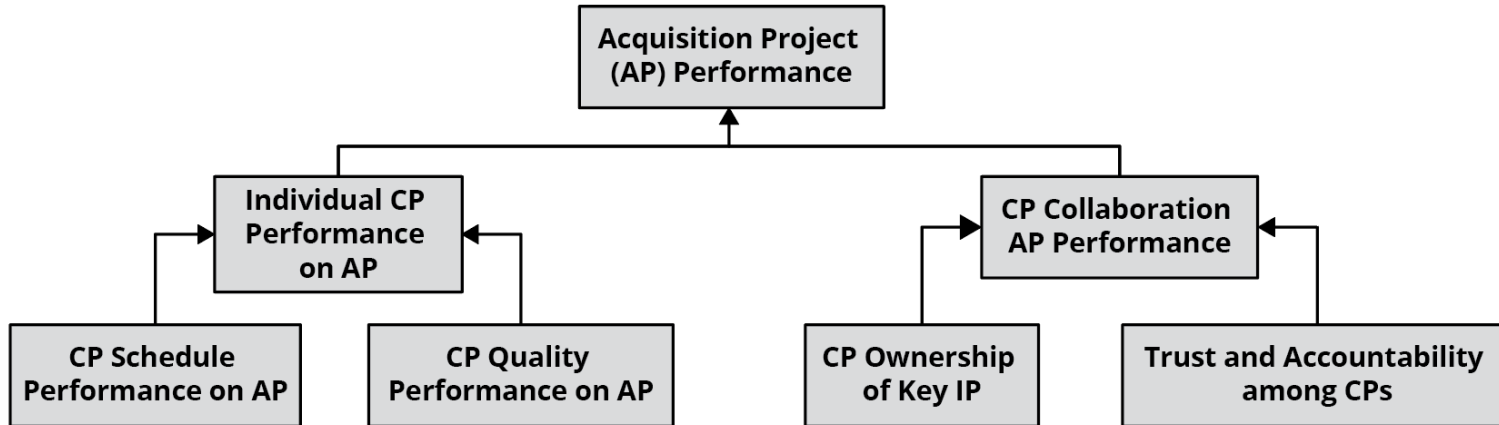 Acquisition Project
(AP) Performance
Individual CP
Performance
on AP
CP Collaboration
AP Performance
CP Schedule
Performance on AP
CP Quality
Performance on AP
CP Ownership
of Key IP
Trust and Accountability
among CPs